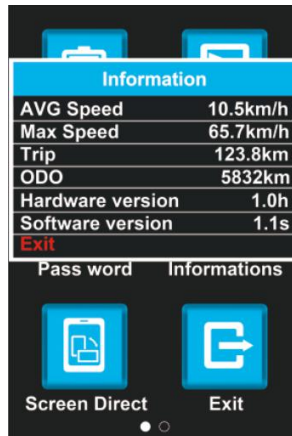 Information
AVG Speed 10.5km/h
Max Speed 65.7km/h
Trip 123.8km
ODO 5832km
Hardware version 1.0h
Software version 1.1s
Exit
Pass word Informations
Screen Direct Exit